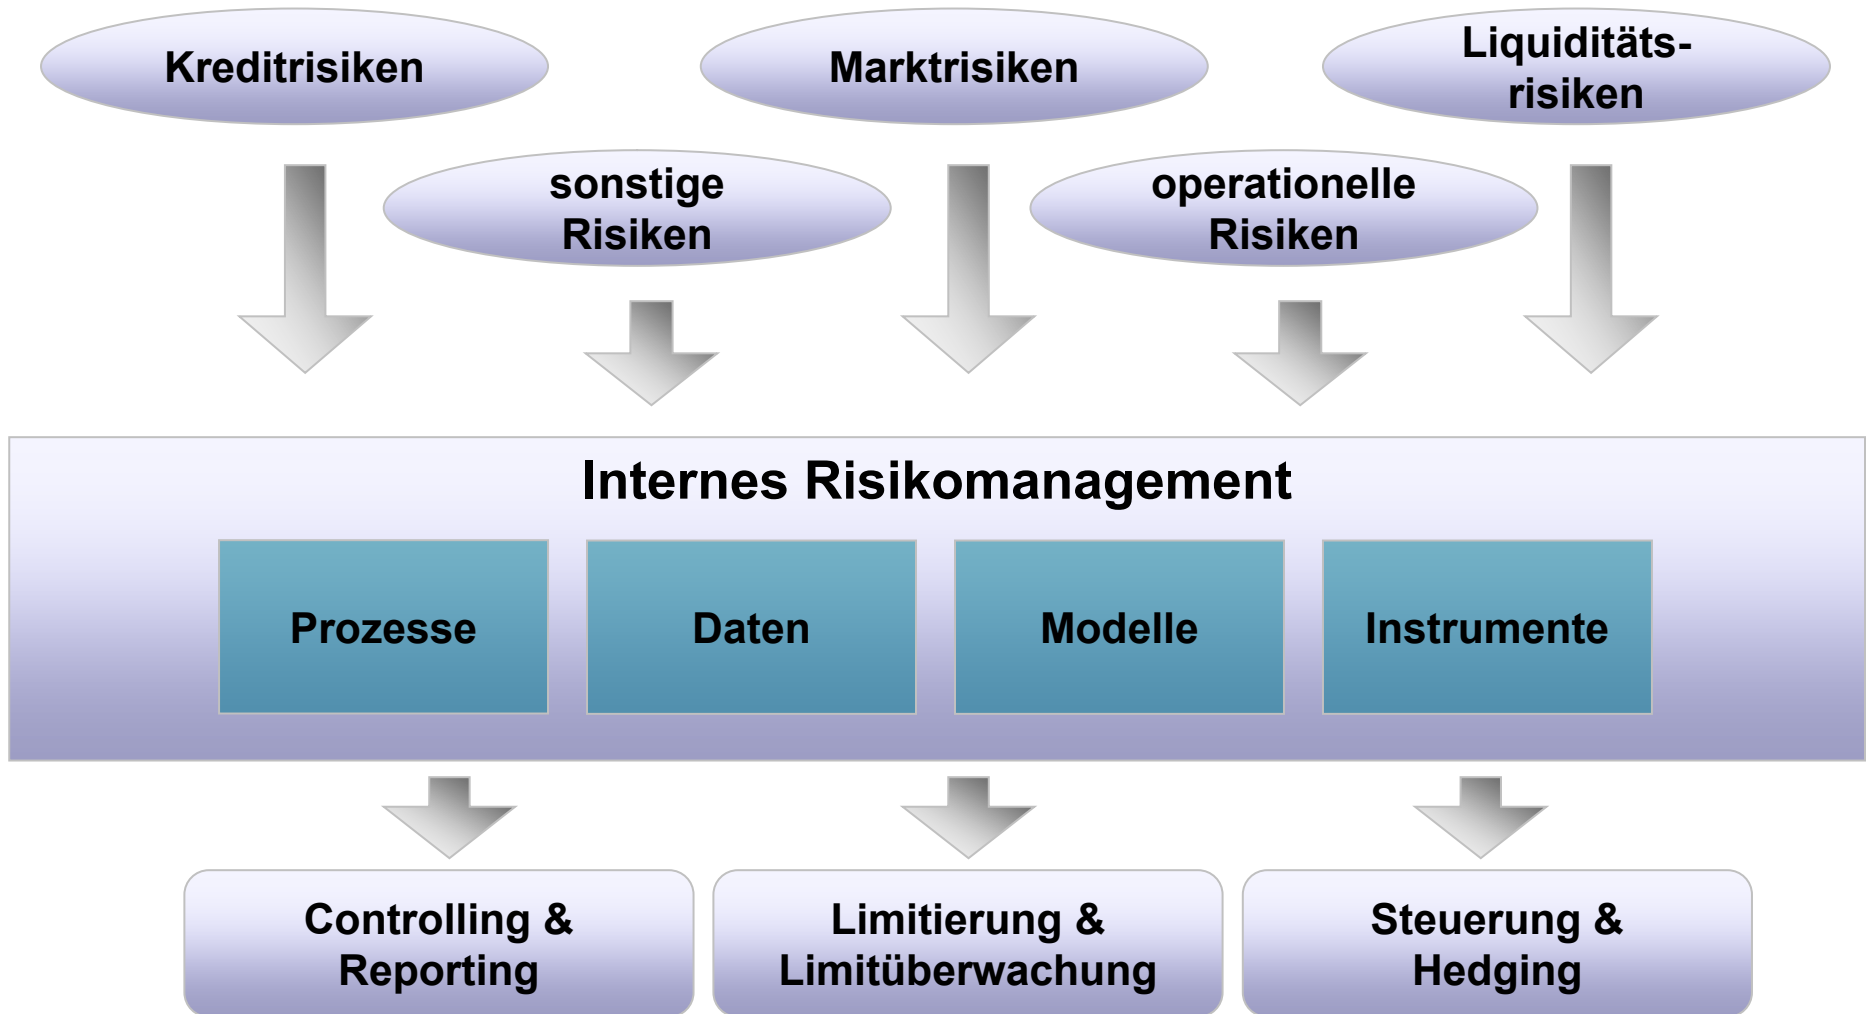 Kreditrisiken
Marktrisiken
Liquiditäts-
risiken
sonstige
Risiken
operationelle
Risiken
Internes Risikomanagement
Prozesse
Daten
Modelle
Instrumente
Controlling &
Reporting
Limitierung &
Limitüberwachung
Steuerung &
Hedging